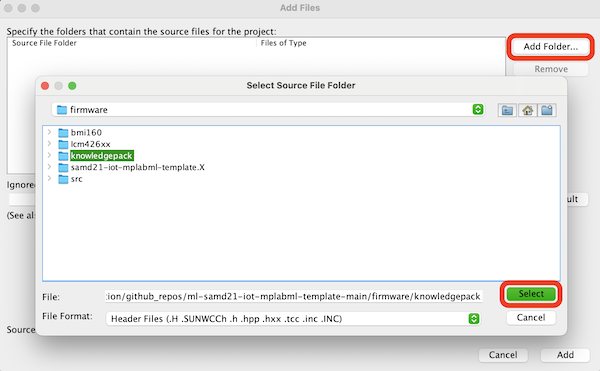 Add Files
Specify the folders that contain the source files for the project:
Source File Folder Files of Type
Add Folder...
Remove
Select Source File Folder
firmware
bmi160
lcm426xx
knowledgepack
samd21-iot-mplabml-template.X
src
Ignored
ult
(See als
File: :ion/github_repos/ml-samd21-iot-mplabml-template-main/firmware/knowledgepack
Select
File Format: Header Files (.H .SUNWCCh .h .hpp .hxx .tcc .inc .INC)
Cancel
Source
Cancel Add